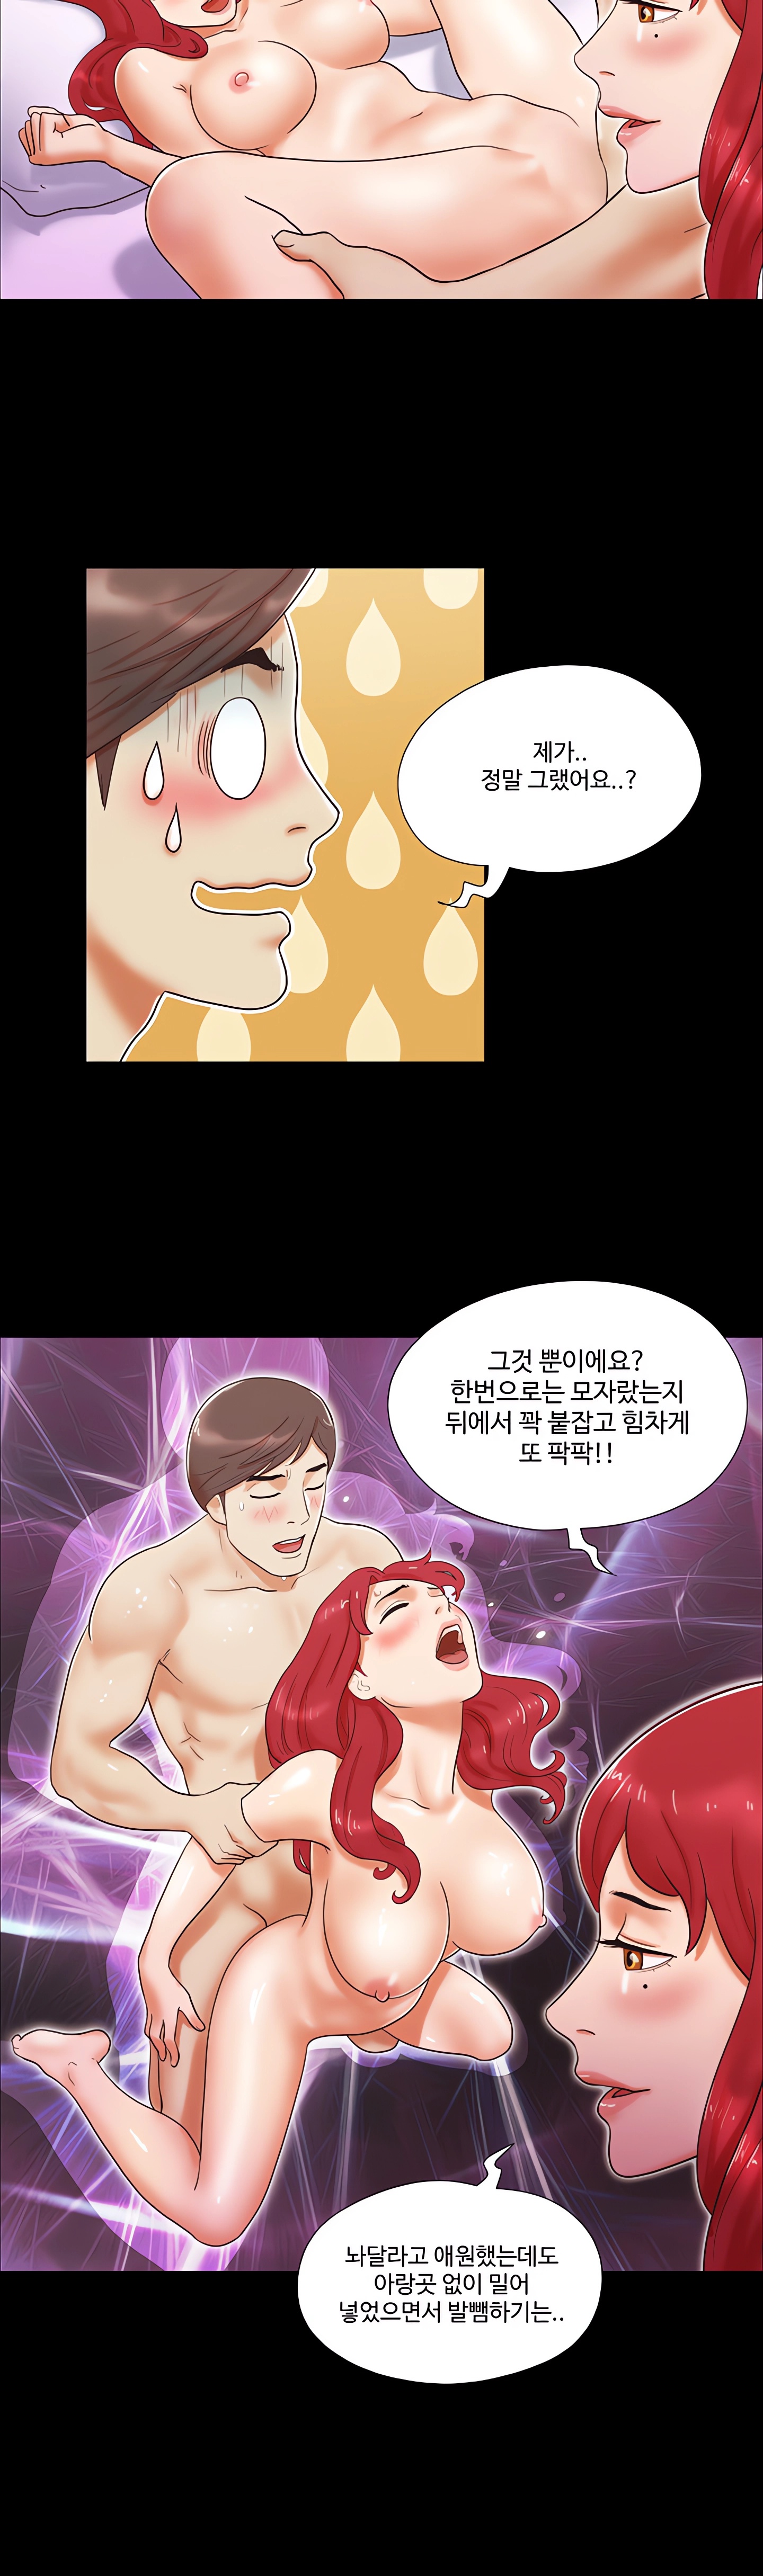 제가..
정말 그랬어요..?
그것 뿐이에요?
한번으로는 모자랐는지
뒤에서 꽉 붙잡고 힘차게
또 팍팍!!
놔달라고 애원했는데도
아랑곳 없이 밀어
넣었으면서 발뺌하기는..